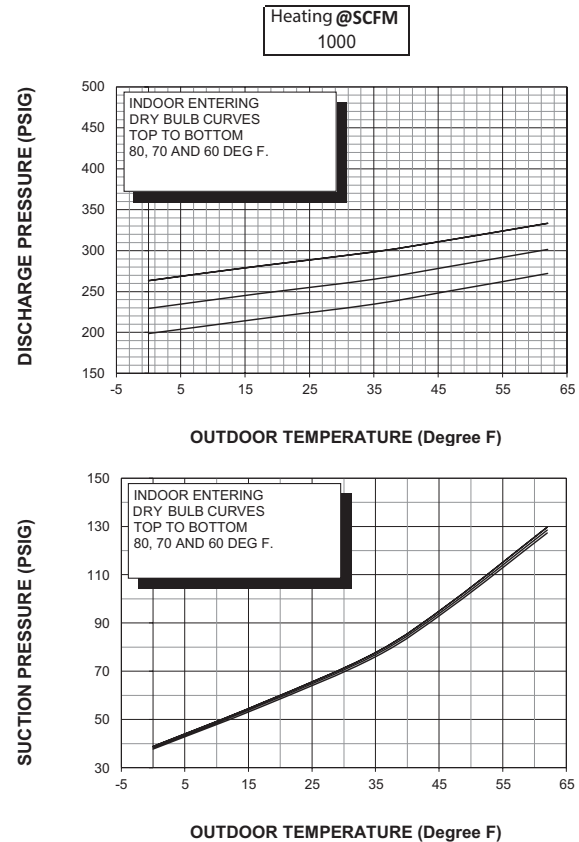 Heating @SCFM
1000
DISCHARGE PRESSURE (PSIG)
500
450
400
350
300
250
200
150
INDOOR ENTERING
DRY BULB CURVES
TOP TO BOTTOM
80, 70 AND 60 DEG F.
-5 5 15 25 35 45 55 65
OUTDOOR TEMPERATURE (Degree F)
SUCTION PRESSURE (PSIG)
150
130
110
90
70
50
30
INDOOR ENTERING
DRY BULB CURVES
TOP TO BOTTOM
80, 70 AND 60 DEG F.
-5 5 15 25 35 45 55 65
OUTDOOR TEMPERATURE (Degree F)